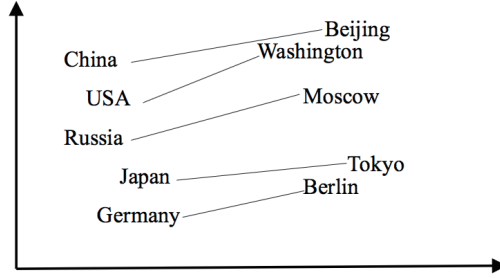 Beijing
Washington
China
USA
Moscow
Russia
Tokyo
Japan
Berlin
Germany